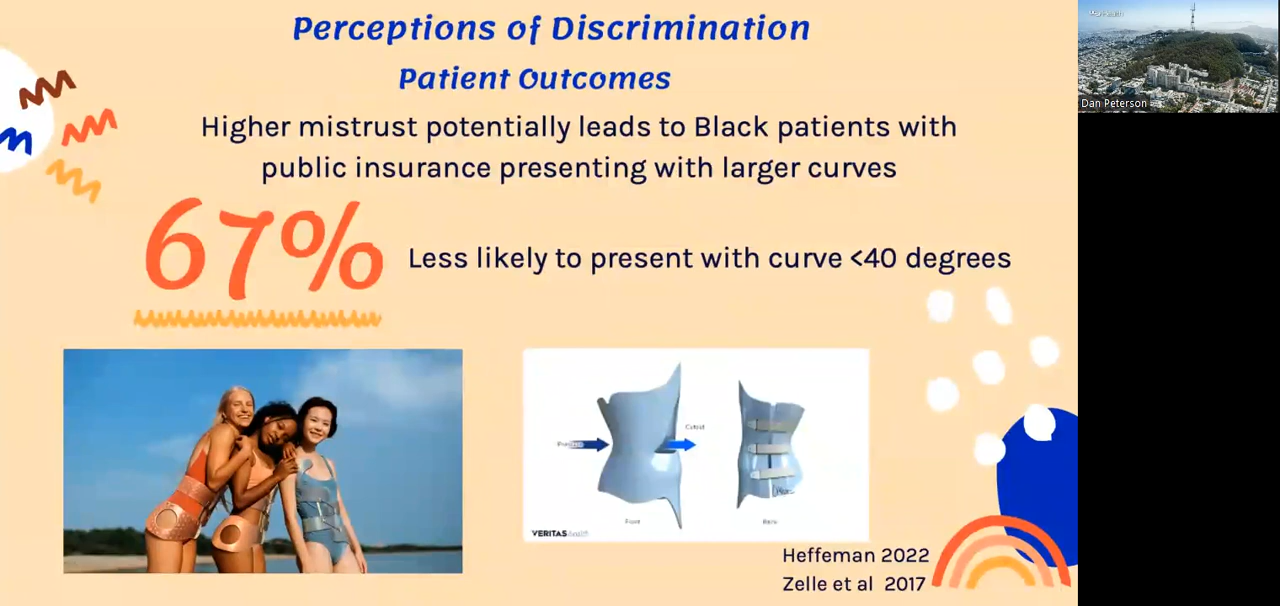 Perceptions of Discrimination
Patient Outcomes
Higher mistrust potentially leads to Black patients with
public insurance presenting with larger curves
67%
Less likely to present with curve <40 degrees
Cutout
Front
Back
VERITAS health
Heffeman 2022
Zelle et al 2017
Dan Peterson